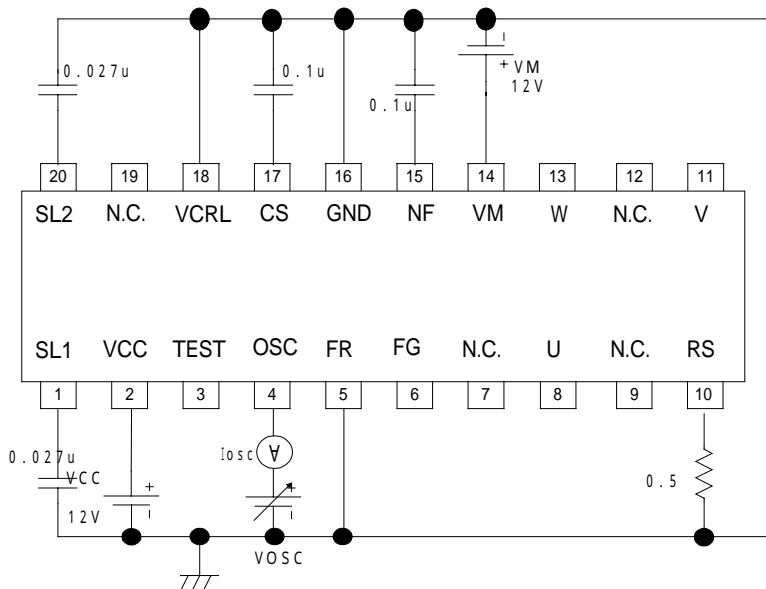 0.027u
0.1u
0.1u
VM
12V
20 19 18 17 16 15 14 13 12 11
SL2 N.C. VCRL CS GND NF VM W N.C. V
SL1 VCC TEST OSC FR FG N.C. U N.C. RS
1 2 3 4 5 6 7 8 9 10
0.027u
VCC
12V
Iosc
A
VOSC
0.5